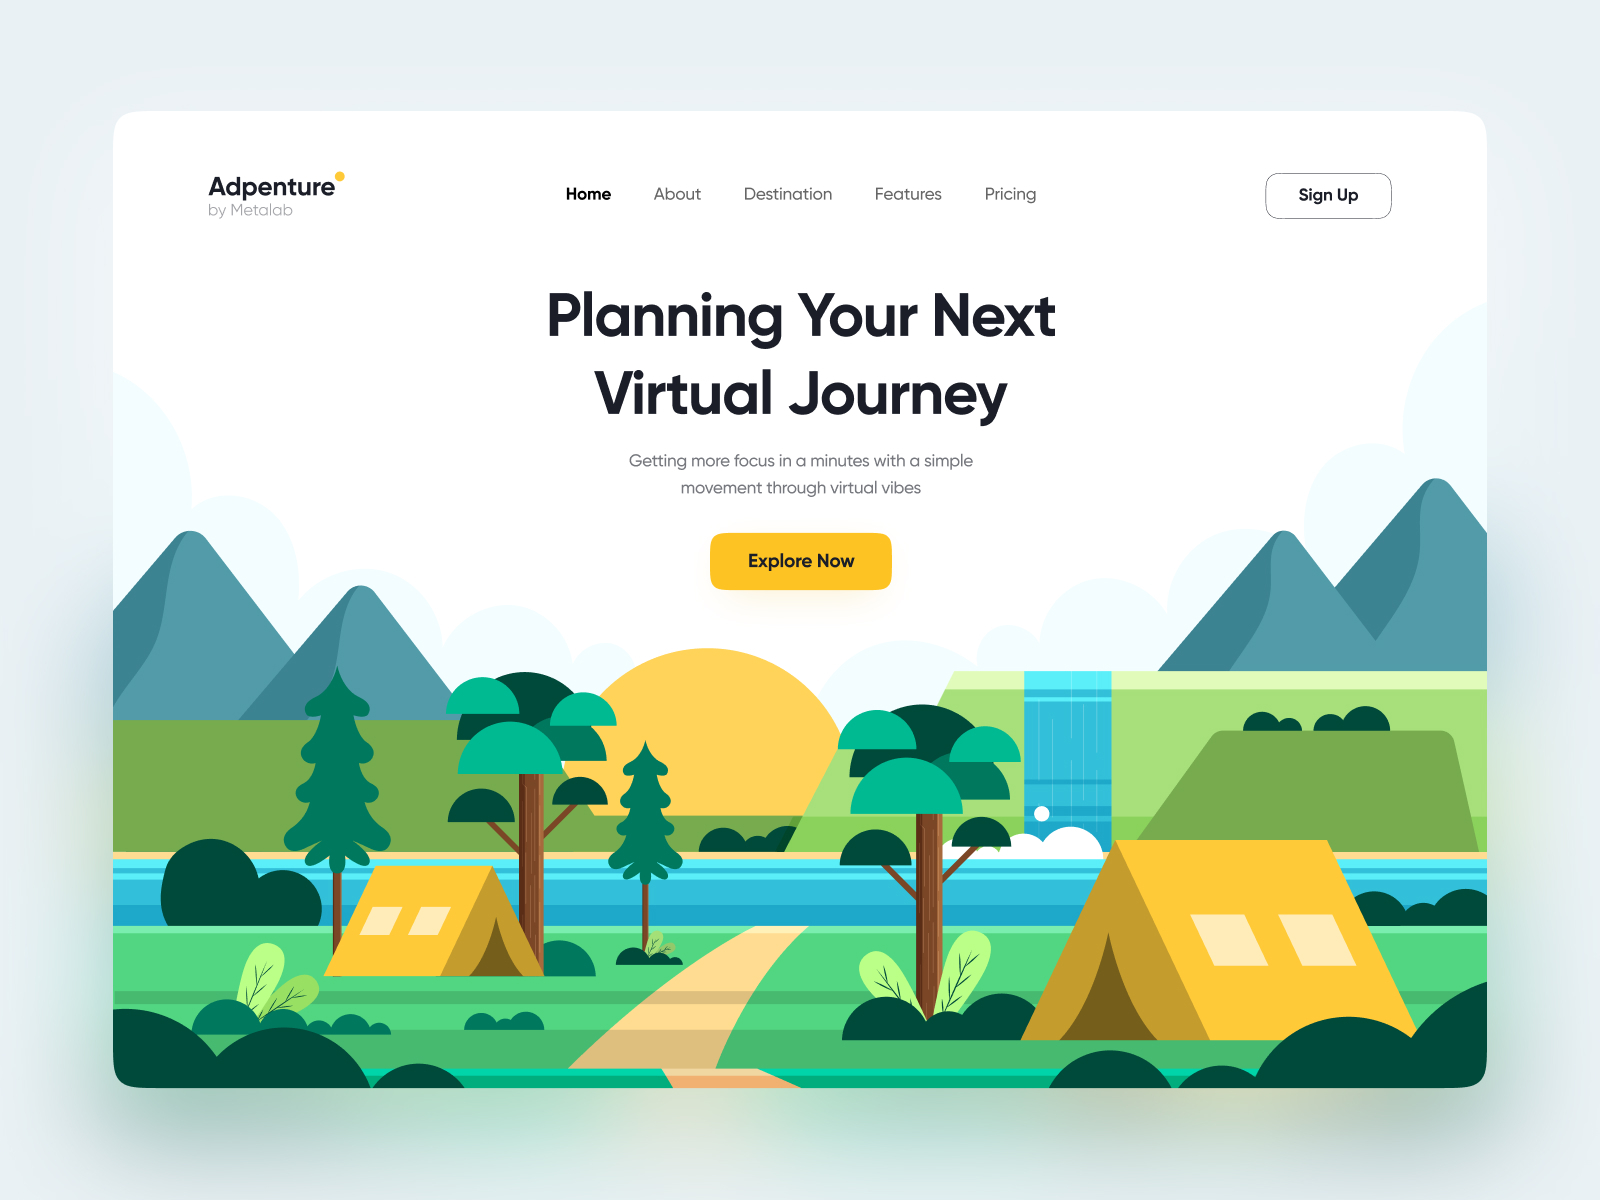 Adpenture
by Metalab
Home
About
Destination
Features
Pricing
Sign Up
Planning Your Next
Virtual Journey
Getting more focus in a minutes with a simple
movement through virtual vibes
Explore Now